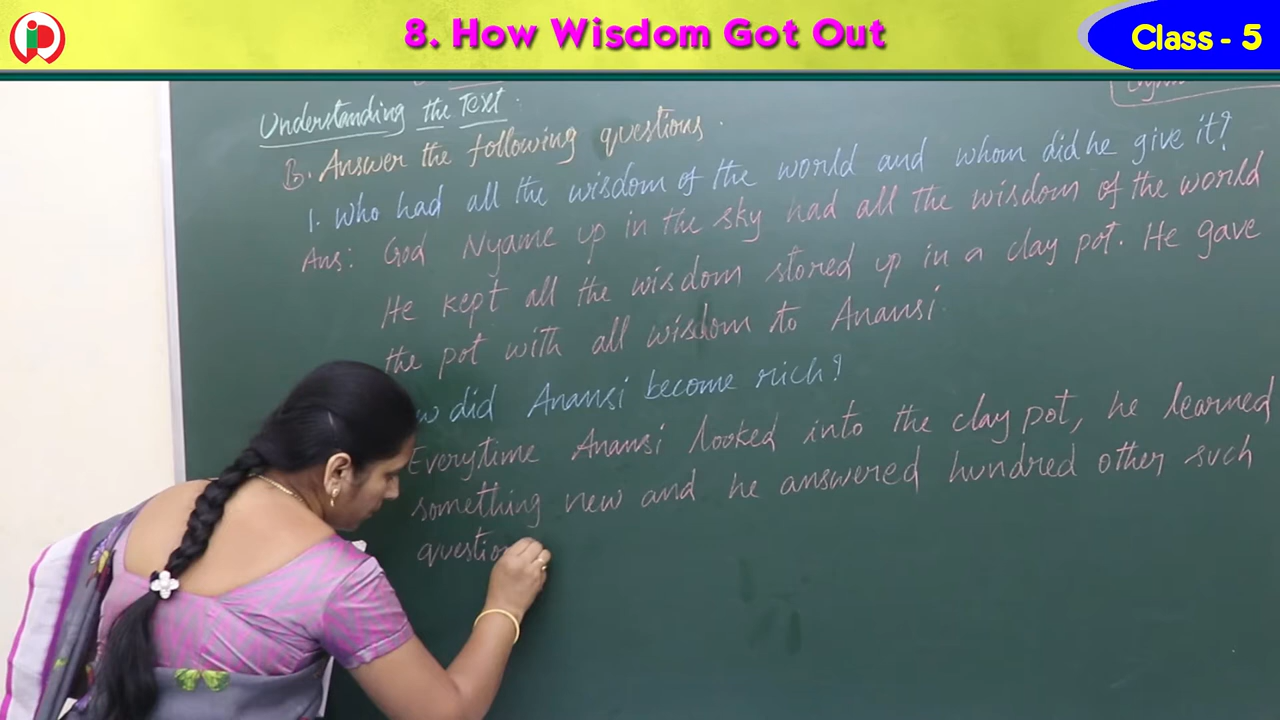 8. How Wisdom Got Out
Class - 5
Understanding the Text.
B. Answer the following questions.
1. Who had all the wisdom of the world and whom did he give it?
Ans: God Nyame up in the sky had all the wisdom of the world
He kept all the wisdom stored up in a clay pot. He gave
the pot with all wisdom to Anansi.
did Anansi become rich?
Everytime Anansi looked into the clay pot, he learned
something new and he answered hundred other such
questio